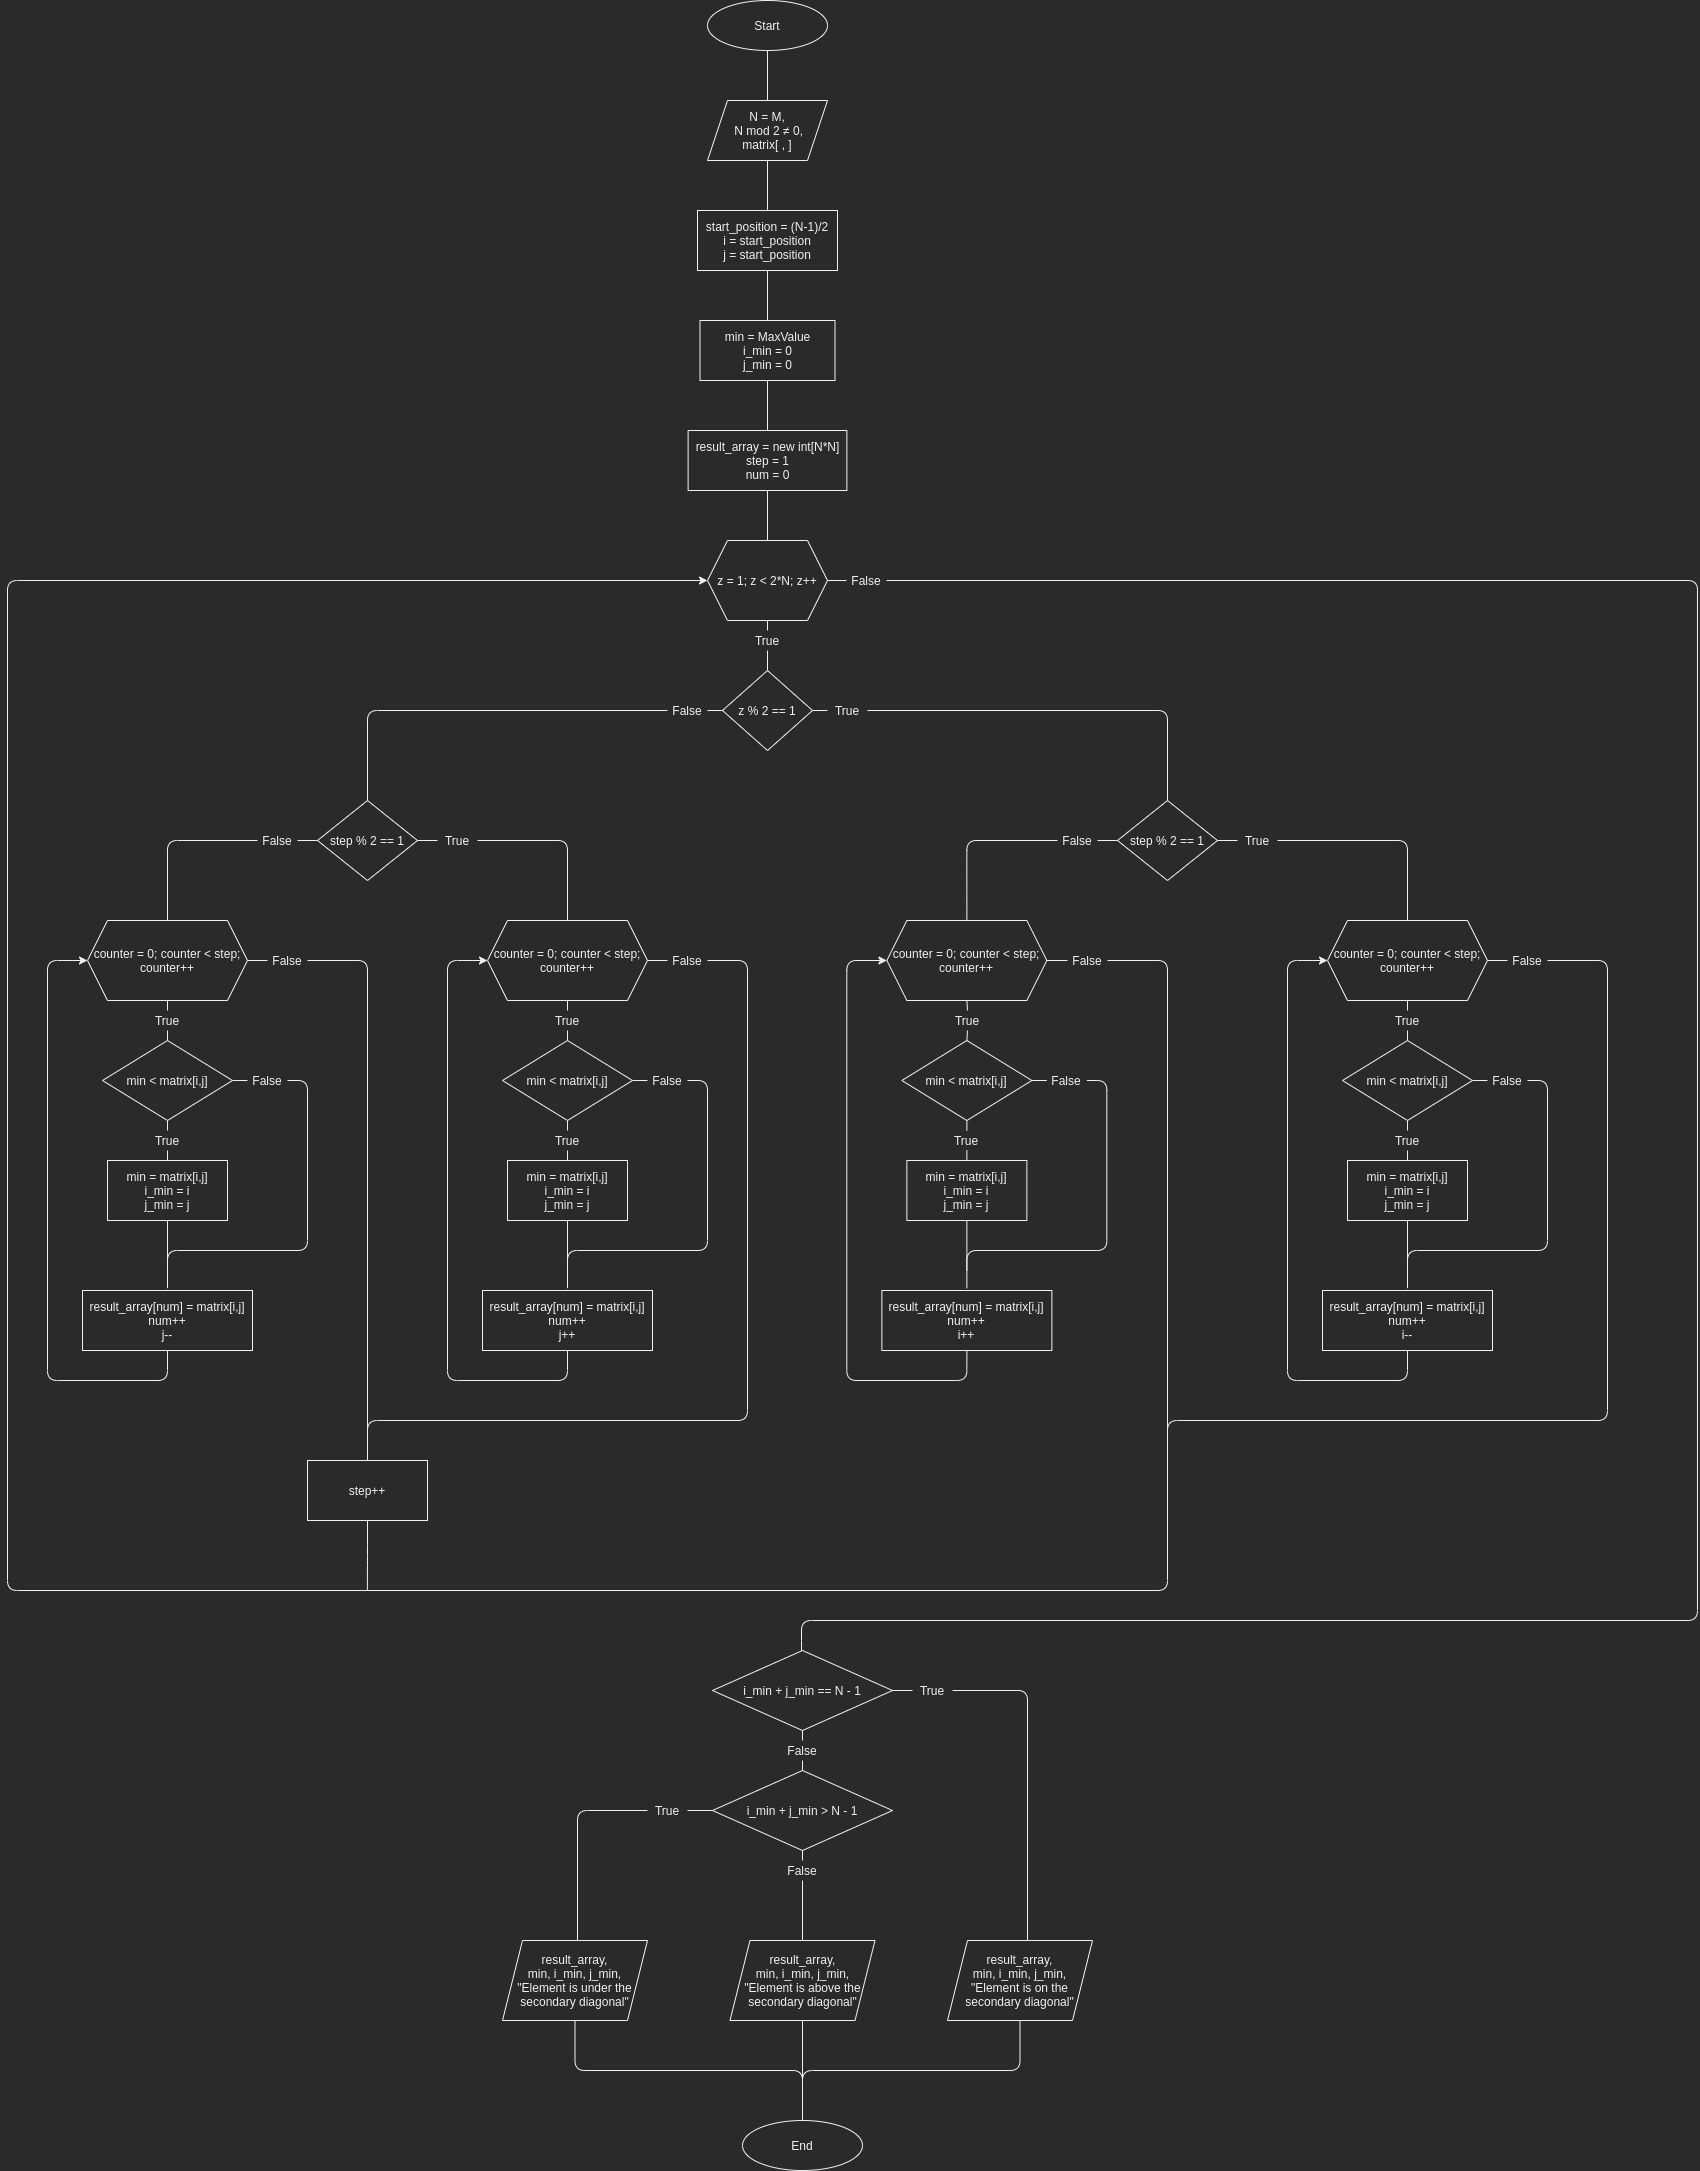 Start
N = M,
N mod 2 ≠ 0,
matrix[ , ]
start_position = (N-1)/2
i = start_position
j = start_position
min = MaxValue
i_min = 0
j_min = 0
result_array = new int[N*N]
step = 1
num = 0
z = 1; z < 2*N; z++
False
True
False
z % 2 == 1
True
False
step % 2 == 1
True
False
step % 2 == 1
True
counter = 0; counter < step;
counter++
False
counter = 0; counter < step;
counter++
False
counter = 0; counter < step;
counter++
False
counter = 0; counter < step;
counter++
False
True
True
True
True
min < matrix[i,j]
False
min < matrix[i,j]
False
min < matrix[i,j]
False
min < matrix[i,j]
False
True
True
True
True
min = matrix[i,j]
i_min = i
j_min = j
min = matrix[i,j]
i_min = i
j_min = j
min = matrix[i,j]
i_min = i
j_min = j
min = matrix[i,j]
i_min = i
j_min = j
result_array[num] = matrix[i,j]
num++
j--
result_array[num] = matrix[i,j]
num++
j++
result_array[num] = matrix[i,j]
num++
i++
result_array[num] = matrix[i,j]
num++
i--
step++
i_min + j_min == N - 1
True
False
True
i_min + j_min > N - 1
False
result_array,
min, i_min, j_min,
"Element is under the
secondary diagonal"
result_array,
min, i_min, j_min,
"Element is above the
secondary diagonal"
result_array,
min, i_min, j_min,
"Element is on the
secondary diagonal"
End